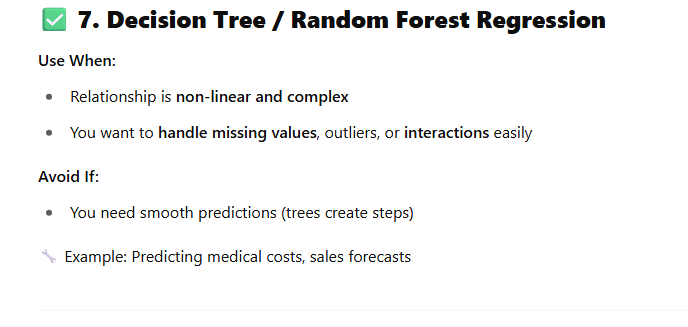 ✅ 7. Decision Tree / Random Forest Regression
Use When:
• Relationship is non-linear and complex
• You want to handle missing values, outliers, or interactions easily
Avoid If:
• You need smooth predictions (trees create steps)
🔧 Example: Predicting medical costs, sales forecasts